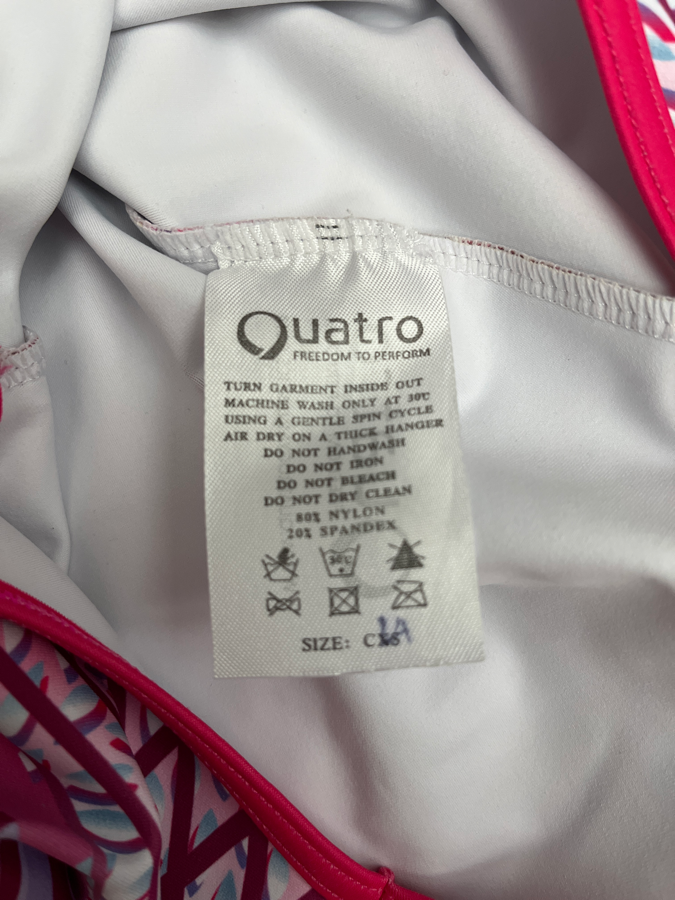 Quatro
FREEDOM TO PERFORM
TURN GARMENT INSIDE OUT
MACHINE WASH ONLY AT 30℃
USING A GENTLE SPIN CYCLE
AIR DRY ON A THICK HANGER
DO NOT HANDWASH
DO NOT IRON
DO NOT BLEACH
DO NOT DRY CLEAN
80% NYLON
20% SPANDEX
30℃
SIZE: CXS